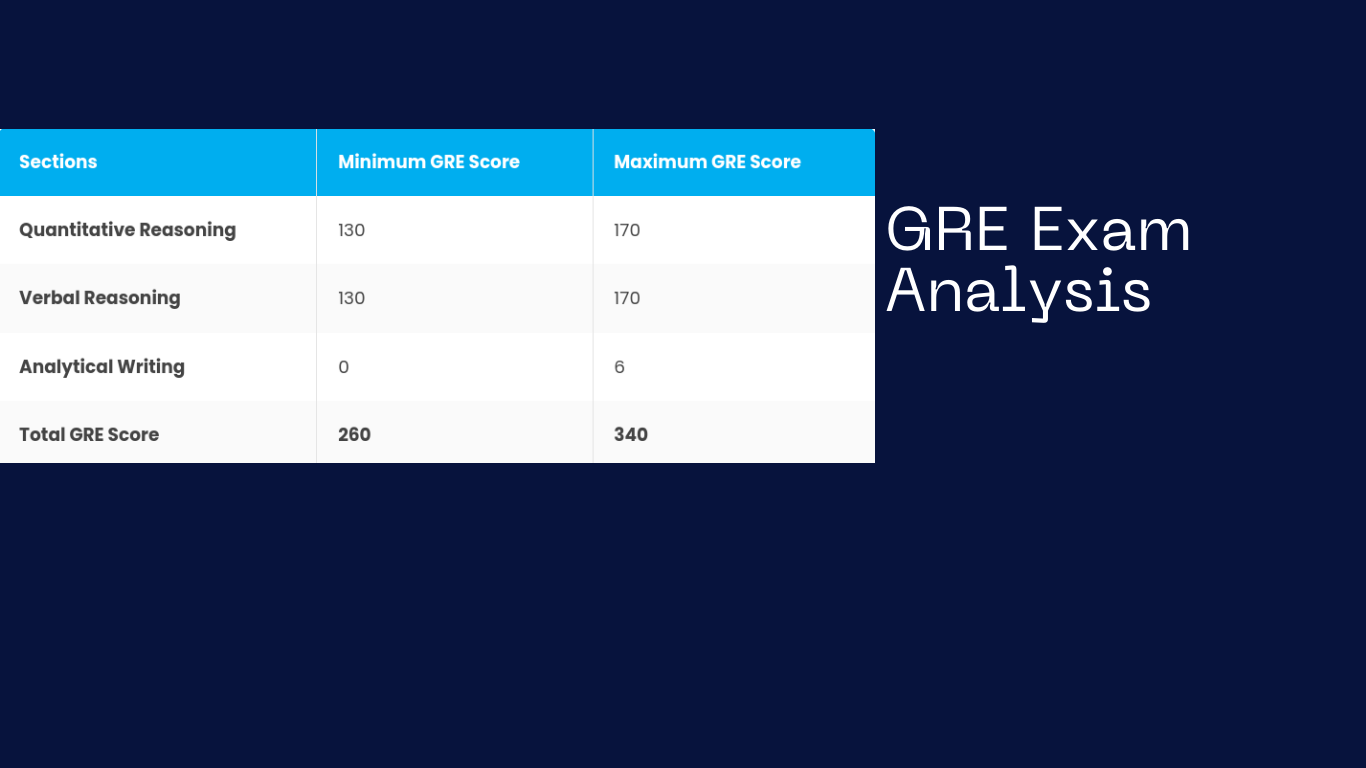 Sections Minimum GRE Score Maximum GRE Score
Quantitative Reasoning 130 170
Verbal Reasoning 130 170
Analytical Writing 0 6
Total GRE Score 260 340
GRE Exam
Analysis